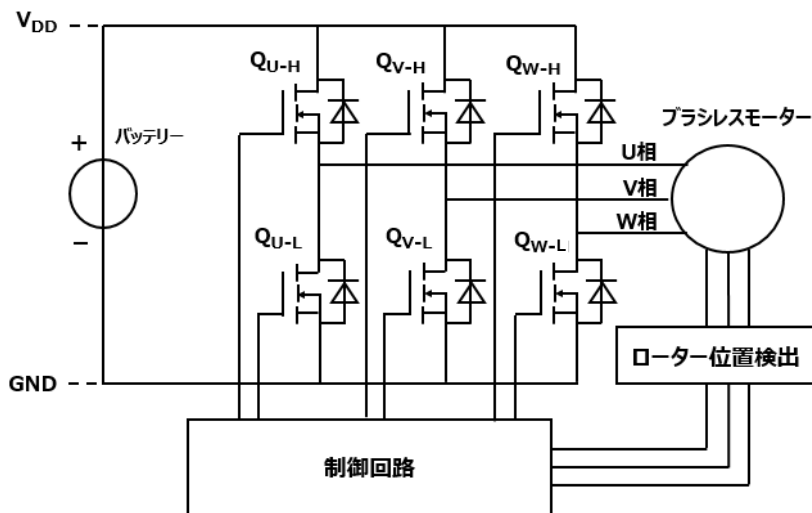 VDD
QU-H
QV-H
QW-H
ブラシレスモーター
+
バッテリー
U相
V相
−
W相
QU-L
QV-L
QW-L
ローター位置検出
GND
制御回路